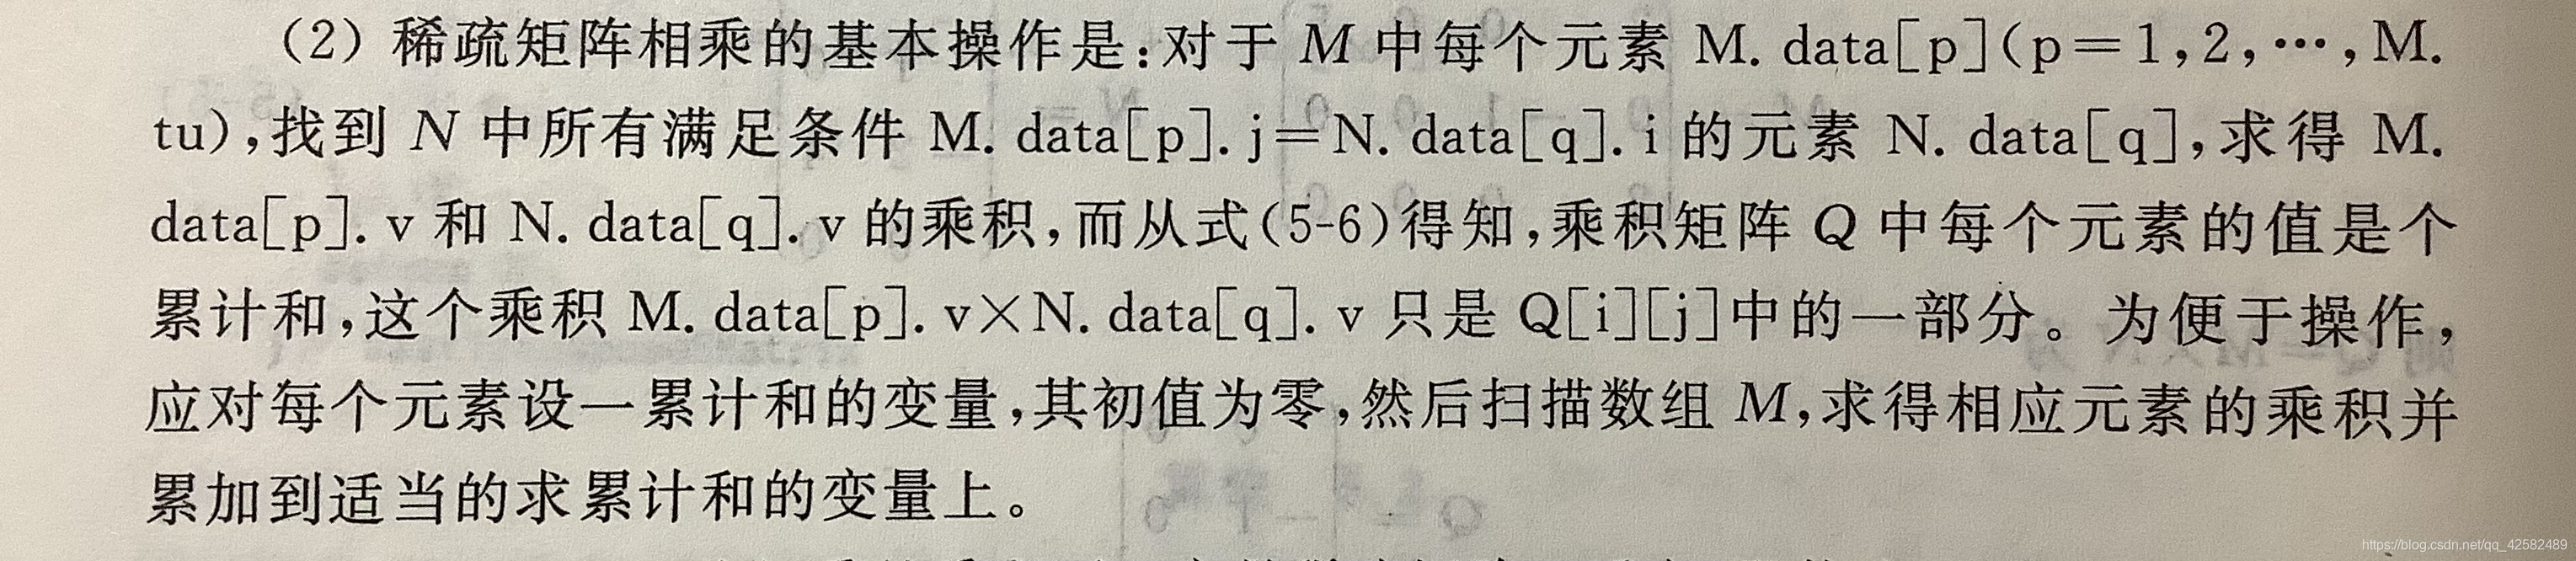 (2) 稀疏矩阵相乘的基本操作是:对于 M 中每个元素 M. data[p](p=1,2,…,M.
tu),找到 N 中所有满足条件 M. data[p]. j=N. data[q]. i 的元素 N. data[q],求得 M.
data[p]. v 和 N. data[q]. v 的乘积,而从式(5-6)得知,乘积矩阵 Q 中每个元素的值是个
累计和,这个乘积 M. data[p]. v×N. data[q]. v 只是 Q[i][j]中的一部分。为便于操作,
应对每个元素设一累计和的变量,其初值为零,然后扫描数组 M,求得相应元素的乘积并
累加到适当的求累计和的变量上。
https://blog.csdn.net/qq_42582489